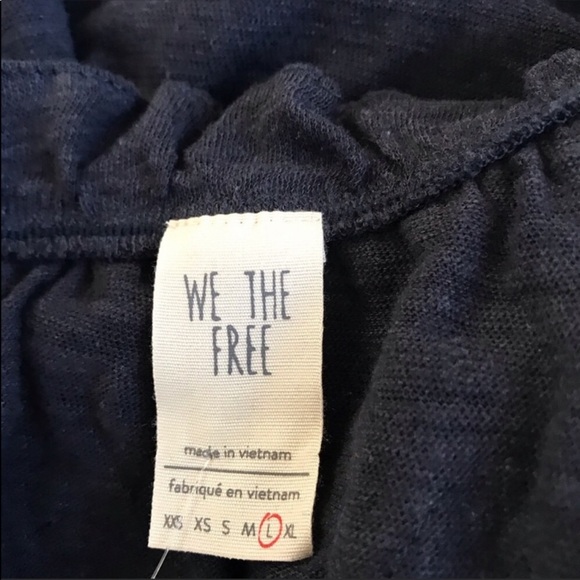 WE THE
FREE
made in vietnam
fabriqué en vietnam
XXS XS S M L XL